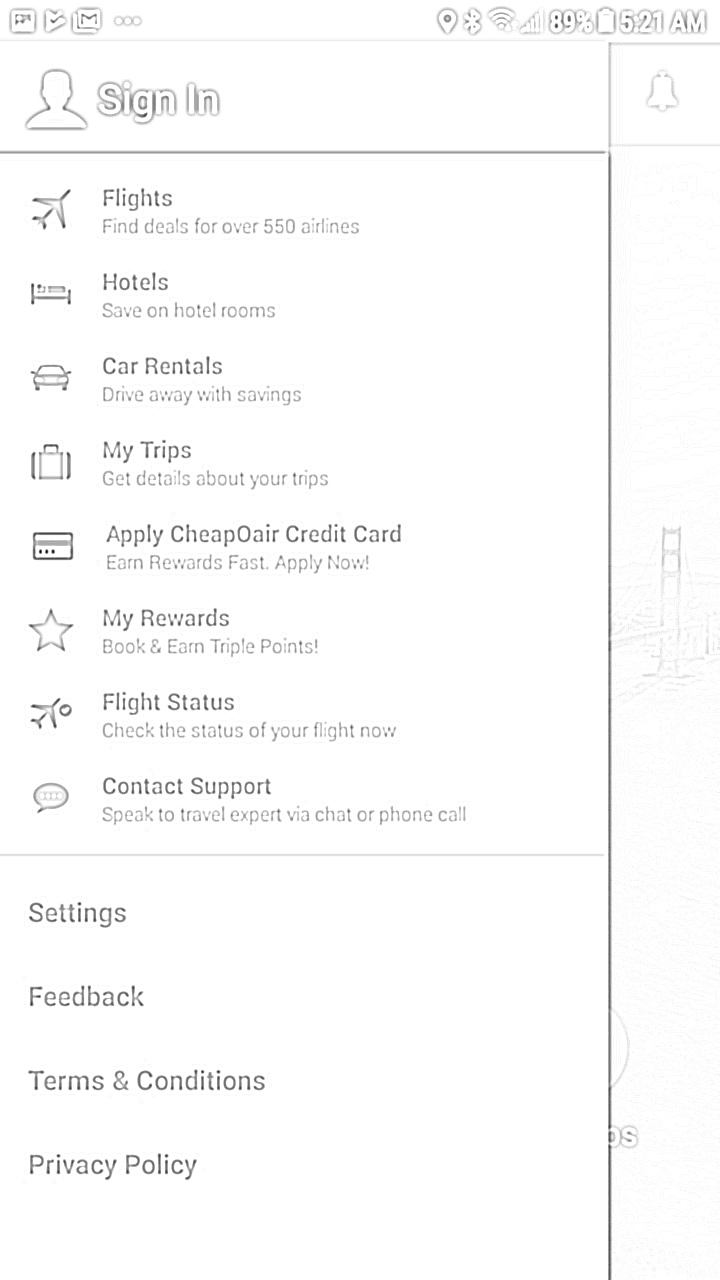 89% 5:21 AM
Sign In
Flights
Find deals for over 550 airlines
Hotels
Save on hotel rooms
Car Rentals
Drive away with savings
My Trips
Get details about your trips
Apply CheapOair Credit Card
Earn Rewards Fast. Apply Now!
My Rewards
Book & Earn Triple Points!
Flight Status
Check the status of your flight now
Contact Support
Speak to travel expert via chat or phone call
Settings
Feedback
Terms & Conditions
os
Privacy Policy